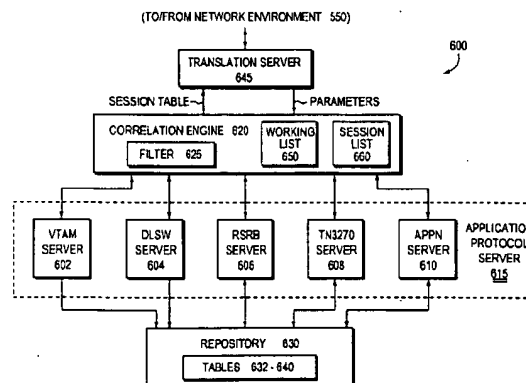 (TO/FROM NETWORK ENVIRONMENT 550)
600
TRANSLATION SERVER
645
SESSION TABLE
PARAMETERS
CORRELATION ENGINE 620
FILTER 625
WORKING
LIST
650
SESSION
LIST
660
VTAM
SERVER
602
DLSW
SERVER
604
RSRB
SERVER
606
TN3270
SERVER
608
APPN
SERVER
610
APPLICATION
PROTOCOL
SERVER
615
REPOSITORY 630
TABLES 632 - 640